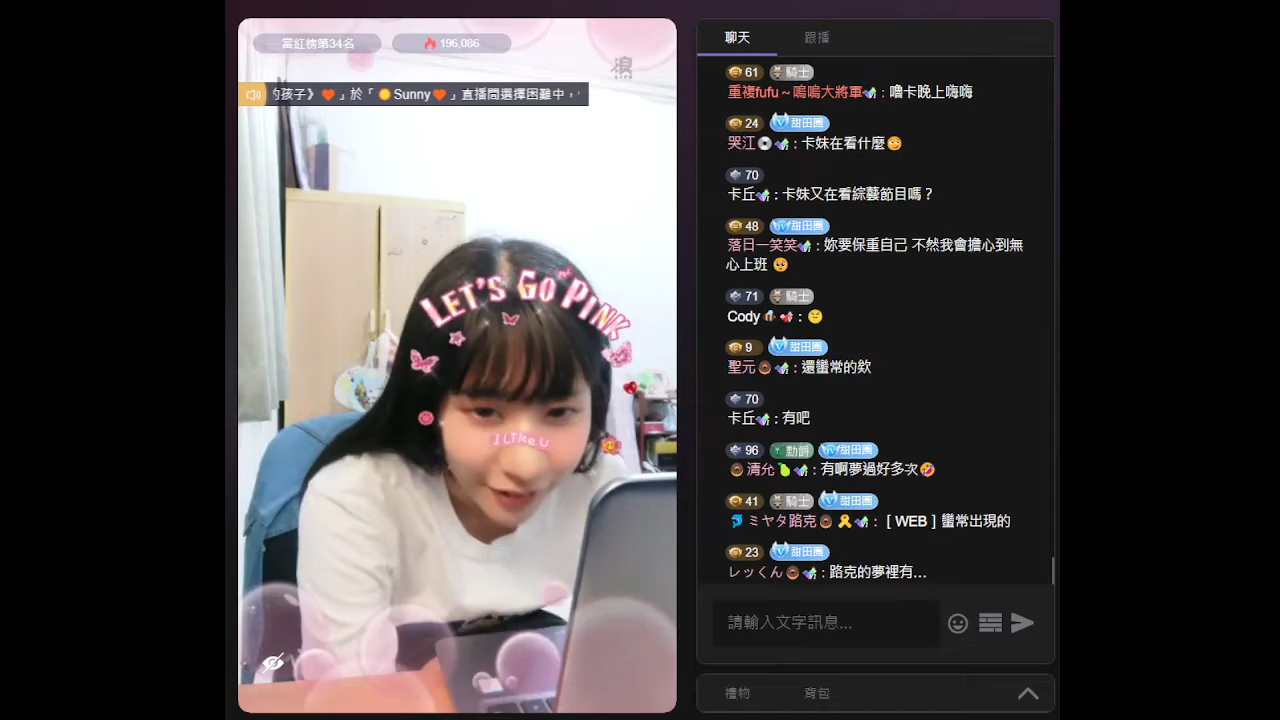 富紅榜第34名
196,086
浪
孩子》❤️」於「☀️Sunny🧡」直播間選擇困難中，
LET'S GO PINK
I Like U
聊天
跟播
61 騎士
重複fufu～嗚嗚大將軍: 嚕卡晚上嗨嗨
24 V 甜田團
哭江: 卡妹在看什麼
70
卡丘: 卡妹又在看綜藝節目嗎？
48 IV 甜田團
落日一笑笑: 妳要保重自己 不然我會擔心到無
心上班 🥺
71 騎士
Cody:
9 V 甜田團
聖元: 還蠻常的欸
70
卡丘: 有吧
96 勳爵 IV 甜田團
清允: 有啊夢過好多次🤣
41 騎士 V 甜田團
ミヤタ路克: [ WEB ] 蠻常出現的
23 V 甜田團
レッくん: 路克的夢裡有...
請輸入文字訊息...
禮物
背包